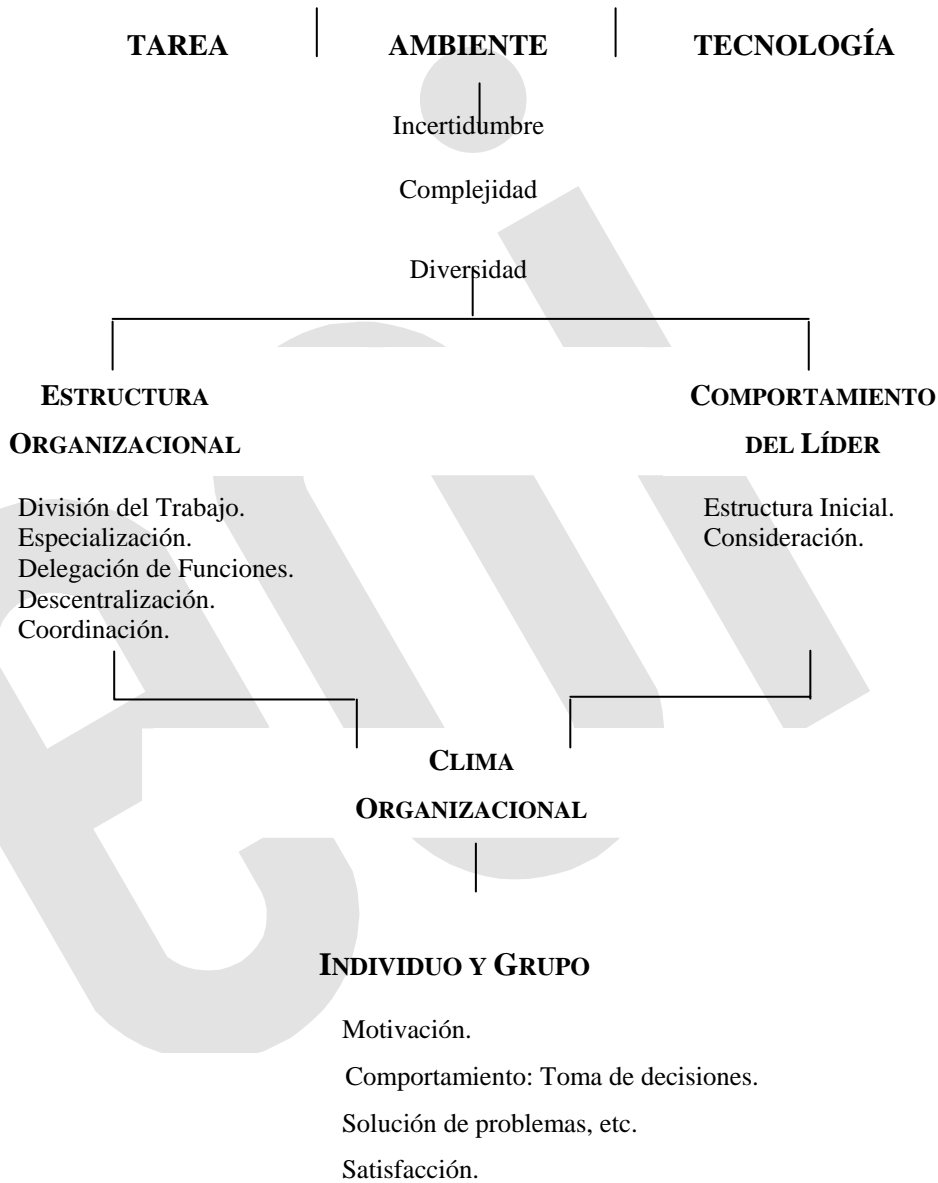 TAREA AMBIENTE TECNOLOGÍA
Incertidumbre
Complejidad
Diversidad
ESTRUCTURA
ORGANIZACIONAL
División del Trabajo.
Especialización.
Delegación de Funciones.
Descentralización.
Coordinación.
COMPORTAMIENTO
DEL LÍDER
Estructura Inicial.
Consideración.
CLIMA
ORGANIZACIONAL
INDIVIDUO Y GRUPO
Motivación.
Comportamiento: Toma de decisiones.
Solución de problemas, etc.
Satisfacción.